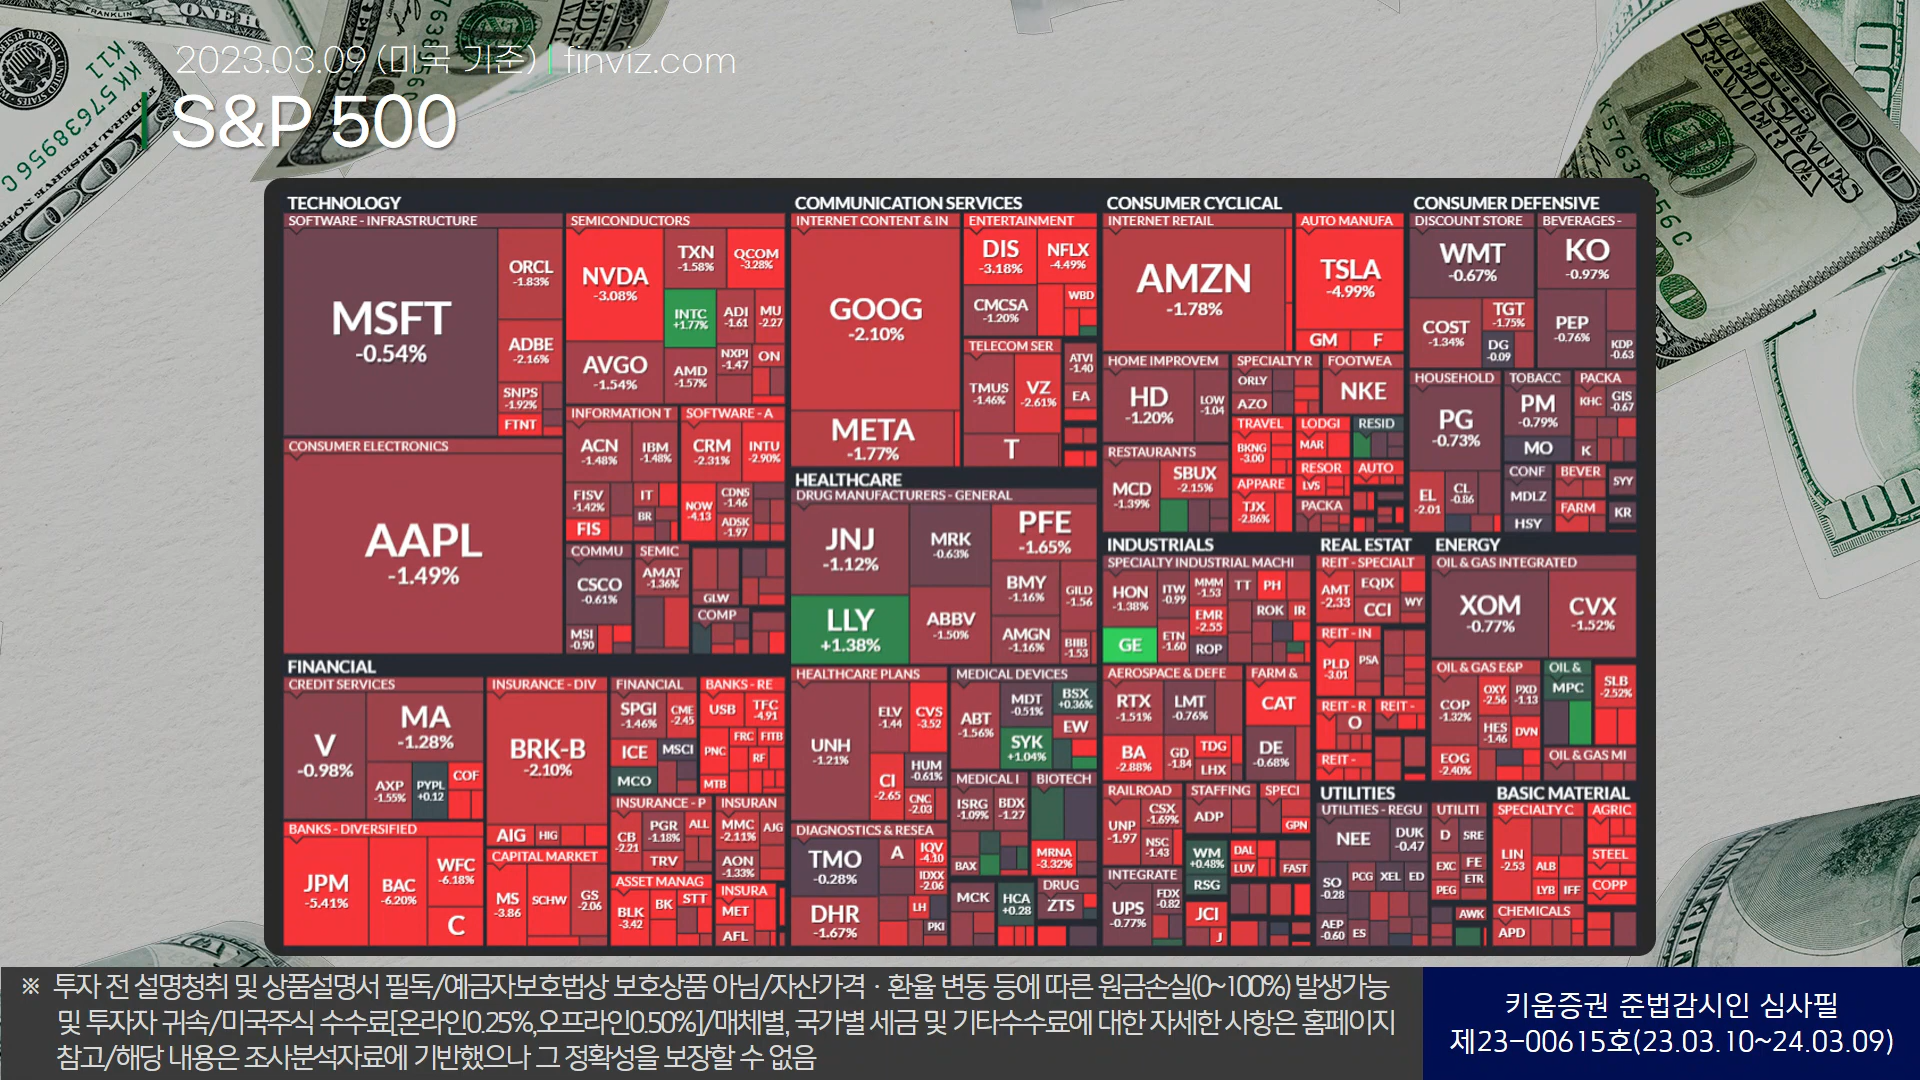 2023.03.09 (미국 기준) | finviz.com
S&P 500
TECHNOLOGY
SOFTWARE - INFRASTRUCTURE
MSFT
-0.54%
ORCL
-1.83%
ADBE
-2.16%
SNPS
-1.92%
FTNT
SEMICONDUCTORS
NVDA
-3.08%
TXN
-1.58%
QCOM
-3.28%
INTC
+1.77%
ADI
-1.61
MU
-2.27
AVGO
-1.54%
AMD
-1.57%
NXPI
-1.47
ON
CONSUMER ELECTRONICS
AAPL
-1.49%
INFORMATION T
ACN
-1.48%
IBM
-1.48%
FISV
-1.42%
IT
BR
FIS
SOFTWARE - A
CRM
-2.31%
INTU
-2.90%
NOW
-4.13
CDNS
-1.46
ADSK
-1.97
COMMU
CSCO
-0.61%
MSI
-0.90
SEMIC
AMAT
-1.36%
GLW
COMP
COMMUNICATION SERVICES
INTERNET CONTENT & IN
GOOG
-2.10%
META
-1.77%
ENTERTAINMENT
DIS
-3.18%
NFLX
-4.49%
CMCSA
-1.20%
WBD
TELECOM SER
TMUS
-1.46%
VZ
-2.61%
T
ATVI
-1.40
EA
CONSUMER CYCLICAL
INTERNET RETAIL
AMZN
-1.78%
AUTO MANUFA
TSLA
-4.99%
GM
F
HOME IMPROVEM
HD
-1.20%
LOW
-1.04
SPECIALTY R
ORLY
AZO
FOOTWEA
NKE
RESTAURANTS
MCD
-1.39%
SBUX
-2.15%
TRAVEL
BKNG
-3.00
LODGI
MAR
RESID
RESOR
LVS
AUTO
APPARE
TJX
-2.86%
PACKA
CONSUMER DEFENSIVE
DISCOUNT STORE
WMT
-0.67%
COST
-1.34%
TGT
-1.75%
DG
-0.09
BEVERAGES -
KO
-0.97%
PEP
-0.76%
KDP
-0.63
HOUSEHOLD
PG
-0.73%
EL
-2.01
CL
-0.86
TOBACC
PM
-0.79%
MO
PACKA
KHC
GIS
-0.67
K
CONF
MDLZ
HSY
BEVER
SYY
FARM
KR
HEALTHCARE
DRUG MANUFACTURERS - GENERAL
JNJ
-1.12%
MRK
-0.63%
PFE
-1.65%
LLY
+1.38%
ABBV
-1.50%
BMY
-1.16%
GILD
-1.56
AMGN
-1.16%
BIIB
-1.53
HEALTHCARE PLANS
UNH
-1.21%
ELV
-1.44
CVS
-3.52
CI
-2.65
HUM
-0.61%
CNC
-2.03
MEDICAL DEVICES
ABT
-1.56%
MDT
-0.51%
BSX
+0.36%
SYK
+1.04%
EW
MEDICAL I
ISRG
-1.09%
BDX
-1.27
BAX
BIOTECH
MRNA
-3.32%
DIAGNOSTICS & RESEA
TMO
-0.28%
A
IQV
-4.10
IDXX
-2.06
DHR
-1.67%
LH
PKI
MCK
HCA
+0.28
DRUG
ZTS
FINANCIAL
CREDIT SERVICES
V
-0.98%
MA
-1.28%
AXP
-1.55%
PYPL
+0.12
COF
INSURANCE - DIV
BRK-B
-2.10%
AIG
HIG
FINANCIAL
SPGI
-1.46%
CME
-2.45
ICE
MSCI
MCO
BANKS - RE
USB
TFC
-4.91
PNC
FRC
FITB
RF
MTB
BANKS - DIVERSIFIED
JPM
-5.41%
BAC
-6.20%
WFC
-6.18%
C
CAPITAL MARKET
MS
-3.86
SCHW
GS
-2.06
INSURANCE - P
CB
-2.21
PGR
-1.18%
ALL
TRV
INSURAN
MMC
-2.11%
AJG
AON
-1.33%
ASSET MANAG
BLK
-3.42
BK
STT
INSURA
MET
AFL
INDUSTRIALS
SPECIALTY INDUSTRIAL MACHI
HON
-1.38%
ITW
-0.99
MMM
-1.53
TT
PH
EMR
-2.55
ROK
IR
GE
ETN
-1.60
ROP
AEROSPACE & DEFE
RTX
-1.51%
LMT
-0.76%
BA
-2.88%
GD
-1.84
TDG
LHX
FARM &
CAT
DE
-0.68%
RAILROAD
UNP
-1.97
CSX
-1.69%
NSC
-1.43
STAFFING
ADP
SPECI
GPN
INTEGRATE
UPS
-0.77%
FDX
-0.82
WM
+0.48%
RSG
DAL
LUV
FAST
JCI
J
REAL ESTAT
REIT - SPECIALT
AMT
-2.33
EQIX
CCI
WY
REIT - IN
PLD
-3.01
PSA
REIT - R
O
REIT -
REIT -
ENERGY
OIL & GAS INTEGRATED
XOM
-0.77%
CVX
-1.52%
OIL & GAS E&P
COP
-1.32%
OXY
-2.56
PXD
-1.13
HES
-1.46
DVN
EOG
-2.40%
OIL &
MPC
SLB
-2.52%
OIL & GAS MI
UTILITIES
UTILITIES - REGU
NEE
DUK
-0.47
SO
-0.28
PCG
XEL
ED
AEP
-0.60
ES
UTILITI
D
SRE
EXC
FE
PEG
ETR
AWK
BASIC MATERIAL
SPECIALTY C
LIN
-2.53
ALB
LYB
IFF
AGRIC
STEEL
COPP
CHEMICALS
APD
※ 투자 전 설명청취 및 상품설명서 필독/예금자보호법상 보호상품 아님/자산가격 · 환율 변동 등에 따른 원금손실(0~100%) 발생가능
및 투자자 귀속/미국주식 수수료[온라인0.25%,오프라인0.50%]/매체별, 국가별 세금 및 기타수수료에 대한 자세한 사항은 홈페이지
참고/해당 내용은 조사분석자료에 기반했으나 그 정확성을 보장할 수 없음
키움증권 준법감시인 심사필
제23-00615호(23.03.10~24.03.09)